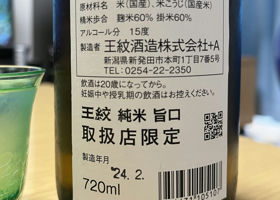 原材料名 米(国産)、米こうじ(国産米)
精米歩合 麹米60% 掛米60%
アルコール分 15度
製造者 王紋酒造株式会社+A
新潟県新発田市本町1丁目7番5号
TEL:0254-22-2350
飲酒は20歳になってから。
妊娠中や授乳期の飲酒はお控えください。
王紋 純米 旨口
取扱店限定
製造年月
'24. 2.
720ml